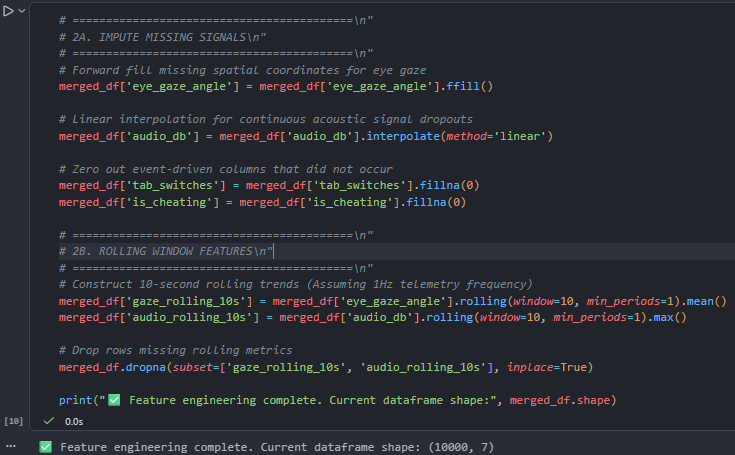 # ==========================================\n"
# 2A. IMPUTE MISSING SIGNALS\n"
# ==========================================\n"
# Forward fill missing spatial coordinates for eye gaze
merged_df['eye_gaze_angle'] = merged_df['eye_gaze_angle'].ffill()
# Linear interpolation for continuous acoustic signal dropouts
merged_df['audio_db'] = merged_df['audio_db'].interpolate(method='linear')
# Zero out event-driven columns that did not occur
merged_df['tab_switches'] = merged_df['tab_switches'].fillna(0)
merged_df['is_cheating'] = merged_df['is_cheating'].fillna(0)
# ==========================================\n"
# 2B. ROLLING WINDOW FEATURES\n"
# ==========================================\n"
# Construct 10-second rolling trends (Assuming 1Hz telemetry frequency)
merged_df['gaze_rolling_10s'] = merged_df['eye_gaze_angle'].rolling(window=10, min_periods=1).mean()
merged_df['audio_rolling_10s'] = merged_df['audio_db'].rolling(window=10, min_periods=1).max()
# Drop rows missing rolling metrics
merged_df.dropna(subset=['gaze_rolling_10s', 'audio_rolling_10s'], inplace=True)
print("✅ Feature engineering complete. Current dataframe shape:", merged_df.shape)
[10] ✓ 0.0s
... ✅ Feature engineering complete. Current dataframe shape: (10000, 7)